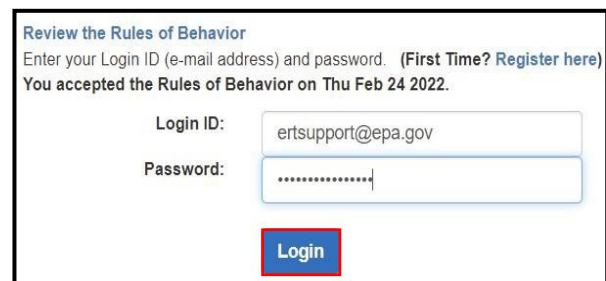 Review the Rules of Behavior
Enter your Login ID (e-mail address) and password. (First Time? Register here)
You accepted the Rules of Behavior on Thu Feb 24 2022.
Login ID: ertsupport@epa.gov
Password: ••••••••••••••••
Login